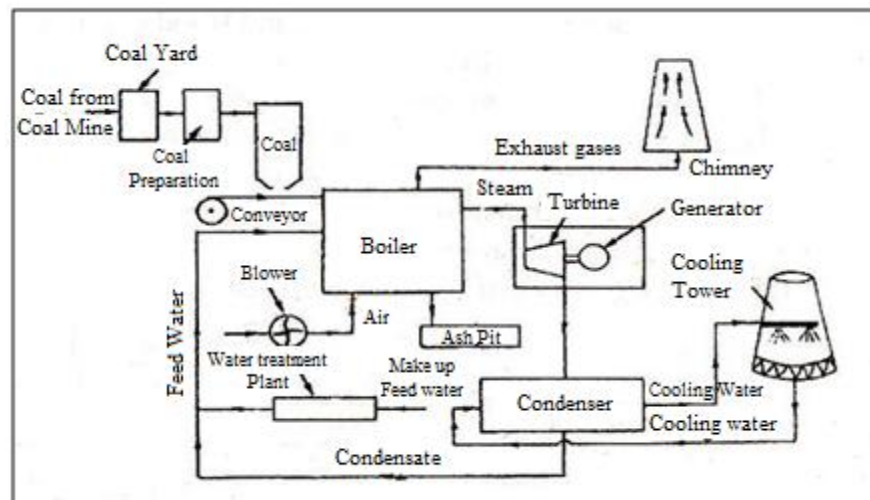 Coal Yard
Coal from
Coal Mine
Coal
Preparation
Coal
Conveyor
Exhaust gases
Chimney
Steam
Turbine
Generator
Boiler
Cooling
Tower
Blower
Air
Ash Pit
Feed Water
Water treatment
Plant
Make up
Feed water
Condenser
Cooling Water
Cooling water
Condensate